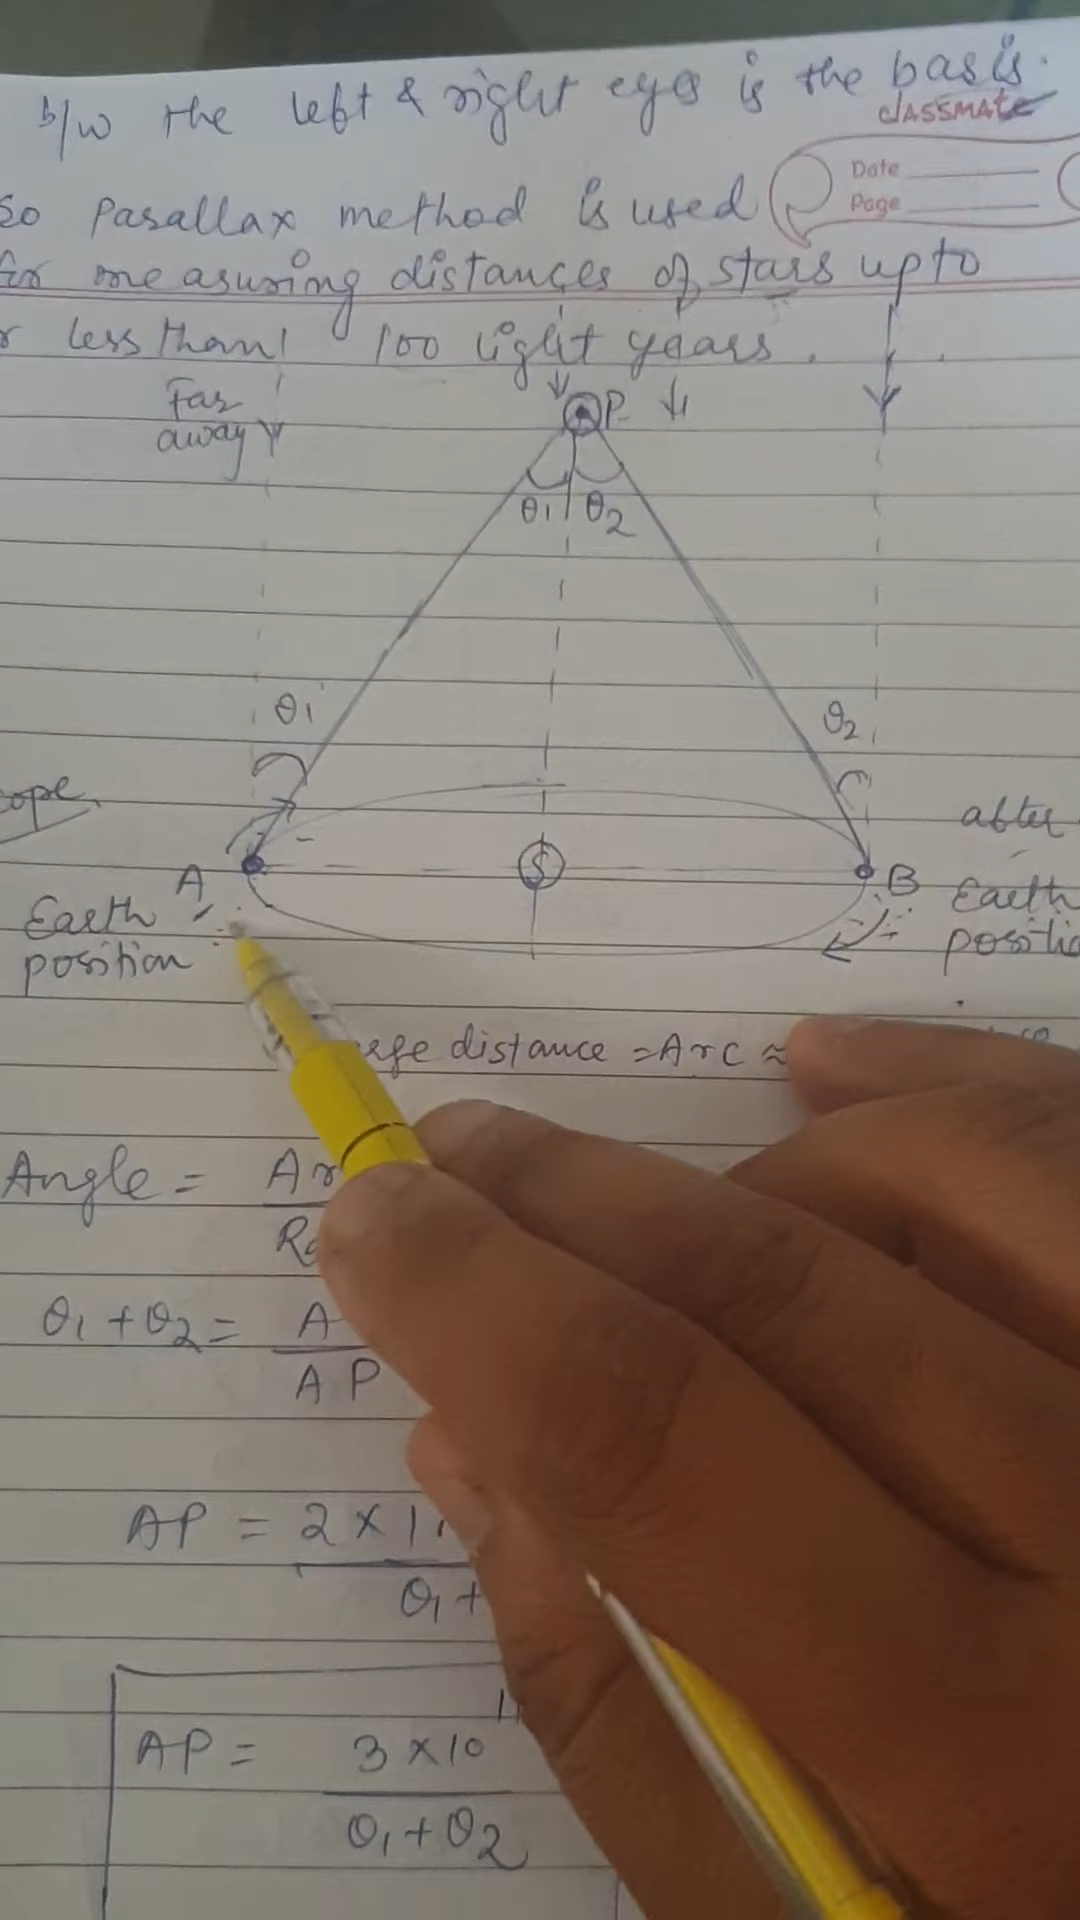 b/w the left & right eyes is the basis.
CLASSMATE
Date
Page
So Parallax method is used
for measuring distances of stars upto
less than 100 light years.
Far
away
P
θ1 θ2
θ1
θ2
A
S
B
after
Earth
position
Earth
distance = Arc ≈
Angle =
θ1 + θ2 = A
AP
AP = 2 × 1
θ1 +
AP = 3 × 10
θ1 + θ2